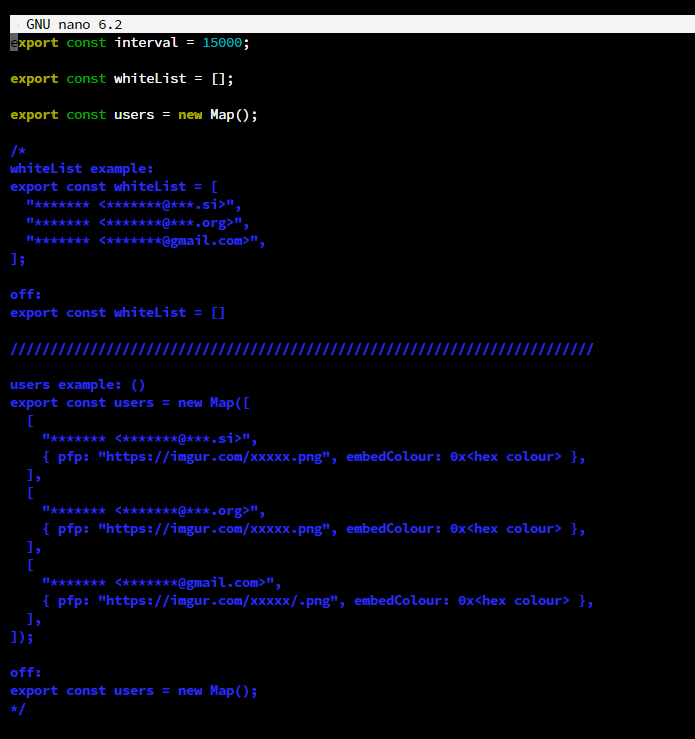 GNU nano 6.2
export const interval = 15000;
export const whiteList = [];
export const users = new Map();
/*
whiteList example:
export const whiteList = [
  "******* <*******@***.si>",
  "******* <*******@***.org>",
  "******* <*******@gmail.com>",
];
off:
export const whiteList = []
/////////////////////////////////////////////////////////////////////////
users example: ()
export const users = new Map([
  [
    "******* <*******@***.si>",
    { pfp: "https://imgur.com/xxxxx.png", embedColour: 0x<hex colour> },
  ],
  [
    "******* <*******@***.org>",
    { pfp: "https://imgur.com/xxxxx.png", embedColour: 0x<hex colour> },
  ],
  [
    "******* <*******@gmail.com>",
    { pfp: "https://imgur.com/xxxxx/.png", embedColour: 0x<hex colour> },
  ],
]);
off:
export const users = new Map();
*/